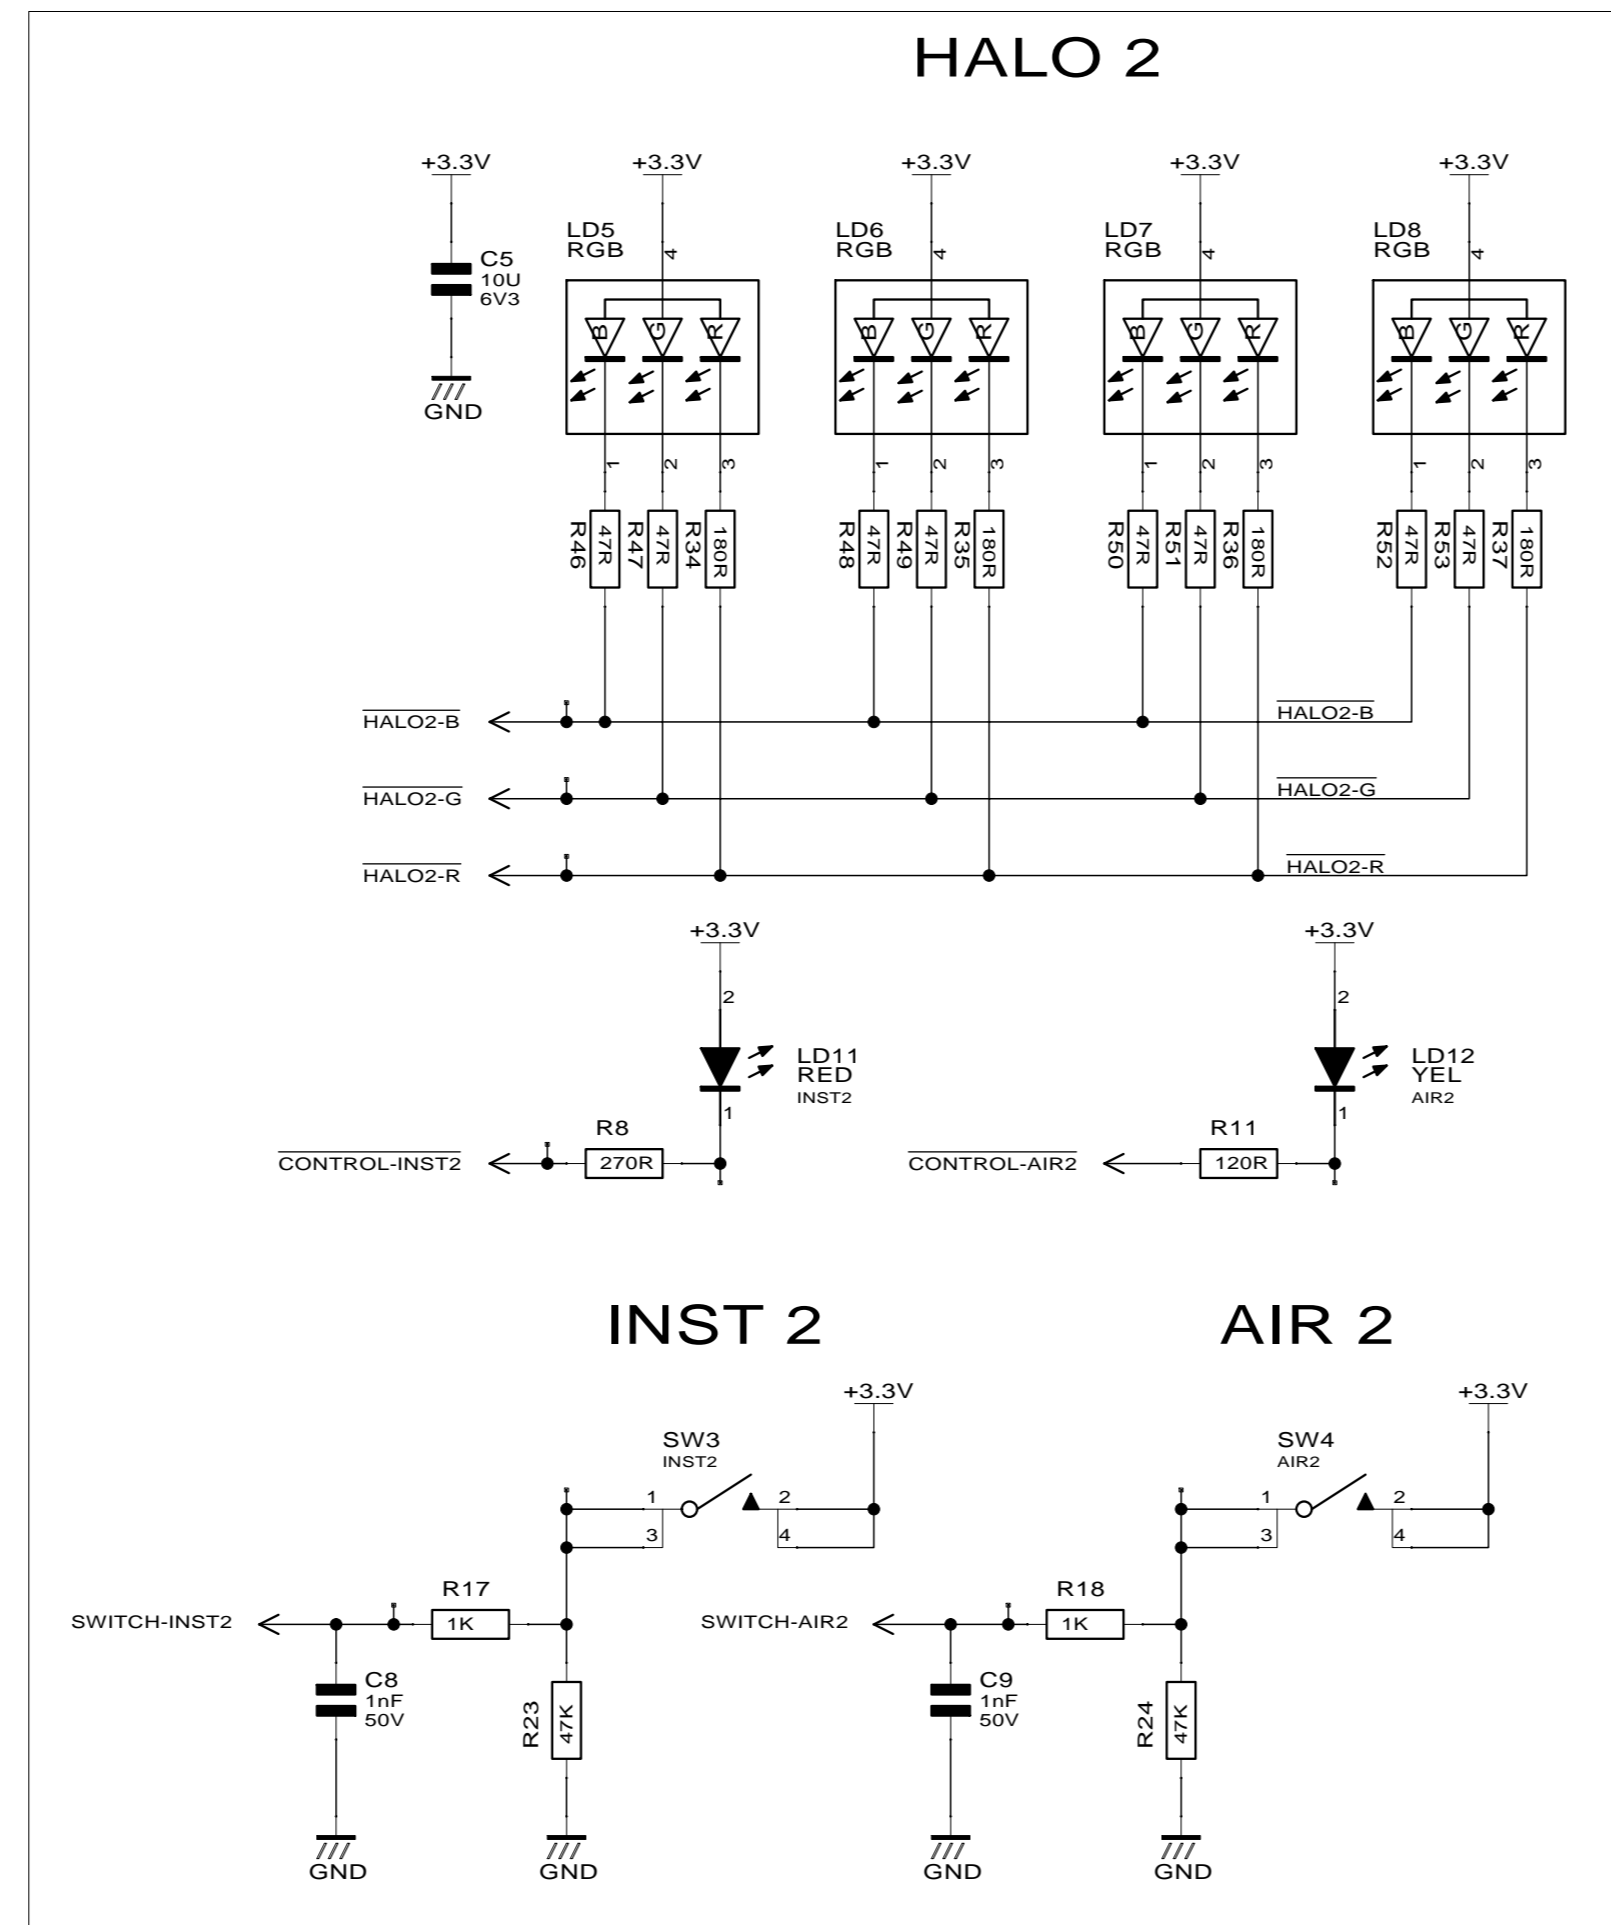 HALO 2
+3.3V +3.3V +3.3V +3.3V +3.3V
LD5 LD6 LD7 LD8
RGB RGB RGB RGB
4 4 4 4
C5
10U
6V3
GND
B G R B G R B G R B G R
1 2 3 1 2 3 1 2 3 1 2 3
R46 47R R47 47R R34 180R R48 47R R49 47R R35 180R R50 47R R51 47R R36 180R R52 47R R53 47R R37 180R
HALO2-B HALO2-B
HALO2-G HALO2-G
HALO2-R HALO2-R
+3.3V +3.3V
2 2
LD11 LD12
RED YEL
INST2 AIR2
1 1
R8 R11
CONTROL-INST2 270R CONTROL-AIR2 120R
INST 2 AIR 2
+3.3V +3.3V
SW3 SW4
INST2 AIR2
1 2 1 2
3 4 3 4
R17 R18
SWITCH-INST2 1K SWITCH-AIR2 1K
C8 C9
1nF 1nF
50V 50V
R23 47K R24 47K
GND GND GND GND